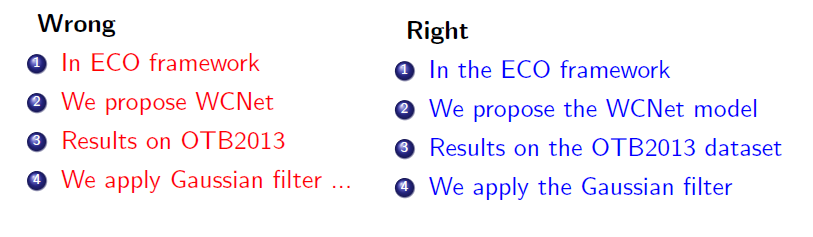 Wrong
1 In ECO framework
2 We propose WCNet
3 Results on OTB2013
4 We apply Gaussian filter ...
Right
1 In the ECO framework
2 We propose the WCNet model
3 Results on the OTB2013 dataset
4 We apply the Gaussian filter